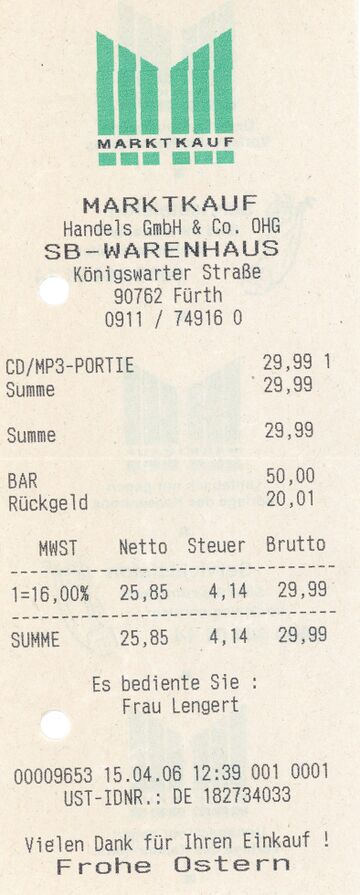 MARKTKAUF
MARKTKAUF
Handels GmbH & Co. OHG
SB-WARENHAUS
Königswarter Straße
90762 Fürth
0911 / 74916 0
CD/MP3-PORTIE 29,99 1
Summe 29,99
Summe 29,99
BAR 50,00
Rückgeld 20,01
MWST Netto Steuer Brutto
1=16,00% 25,85 4,14 29,99
SUMME 25,85 4,14 29,99
Es bediente Sie :
Frau Lengert
00009653 15.04.06 12:39 001 0001
UST-IDNR.: DE 182734033
Vielen Dank für Ihren Einkauf !
Frohe Ostern